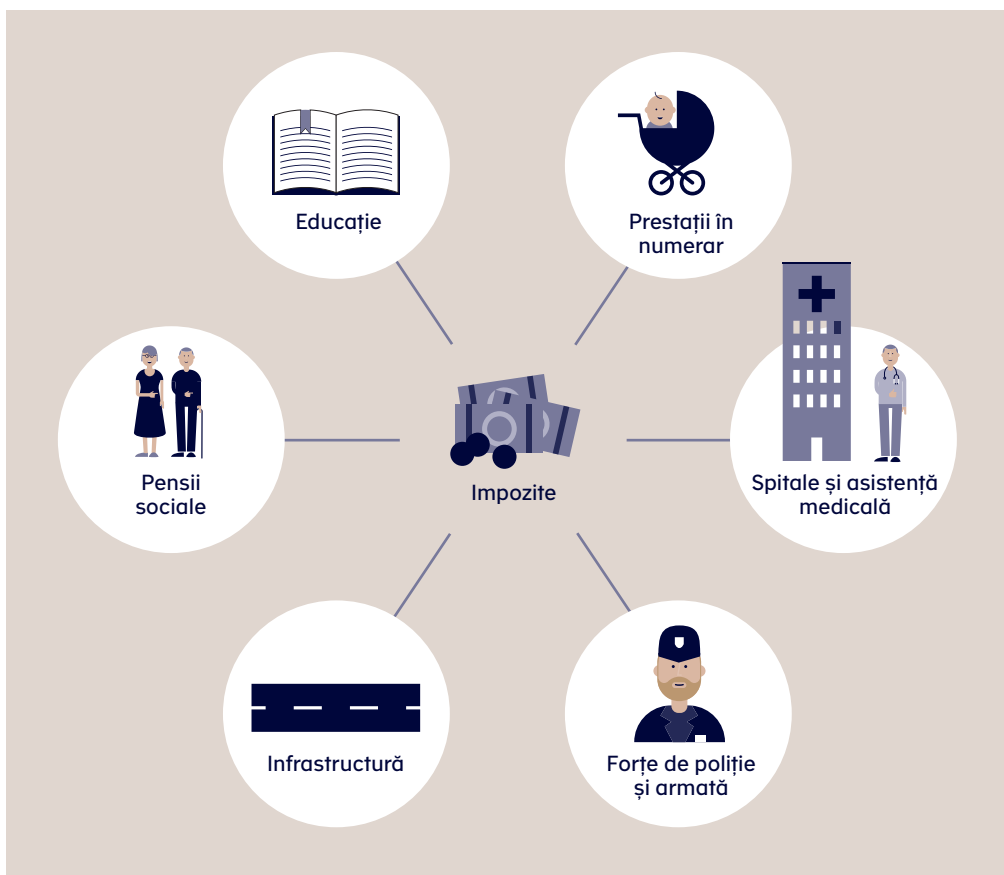 Educație
Prestații în
numerar
Pensii
sociale
Impozite
Spitale și asistență
medicală
Infrastructură
Forțe de poliție
și armată